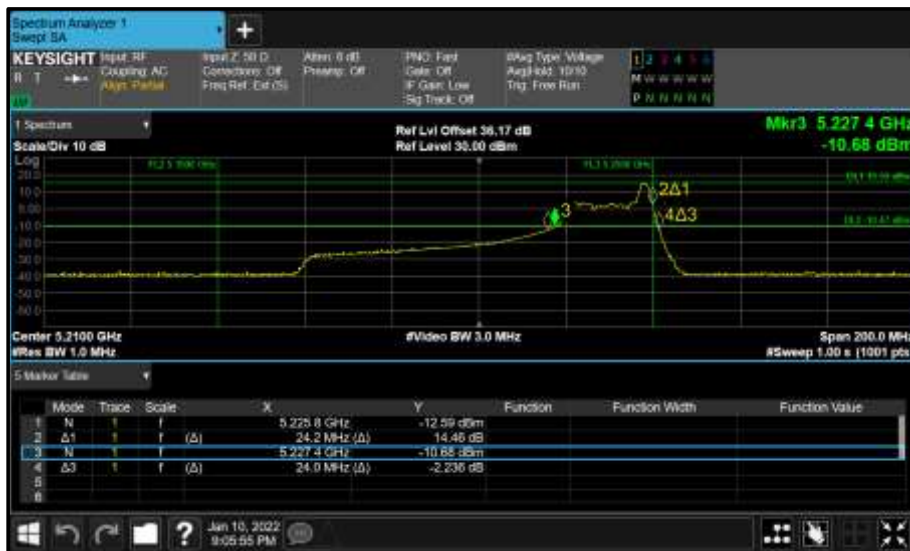 Spectrum Analyzer 1
Swept SA
+
KEYSIGHT
R T
Input: RF
Coupling: AC
Align: Partial
Input Z: 50 Ω
Corrections: Off
Freq Ref: Ext (S)
Atten: 6 dB
Preamp: Off
PNO: Fast
Gate: Off
IF Gain: Low
Sig Track: Off
#Avg Type: Voltage
Avg|Hold: 10/10
Trig: Free Run
1 2 3 4 5 6
M W W W W W
P N N N N N
1 Spectrum
Scale/Div 10 dB
Ref Lvl Offset 36.17 dB
Ref Level 30.00 dBm
Mkr3 5.227 4 GHz
-10.68 dBm
Log
20.0
10.0
0.00
-10.0
-20.0
-30.0
-40.0
-50.0
-60.0
3
2Δ1
4Δ3
Center 5.2100 GHz
#Res BW 1.0 MHz
#Video BW 3.0 MHz
Span 200.0 MHz
#Sweep 1.00 s (1001 pts
5 Marker Table
Mode Trace Scale X Y Function Function Width Function Value
1 N 1 f 5.225 8 GHz -12.59 dBm
2 Δ1 1 f (Δ) 24.2 MHz (Δ) 14.46 dB
3 N 1 f 5.227 4 GHz -10.68 dBm
4 Δ3 1 f (Δ) 24.0 MHz (Δ) -2.236 dB
5
6
?
Jan 10, 2022
9:05:55 PM